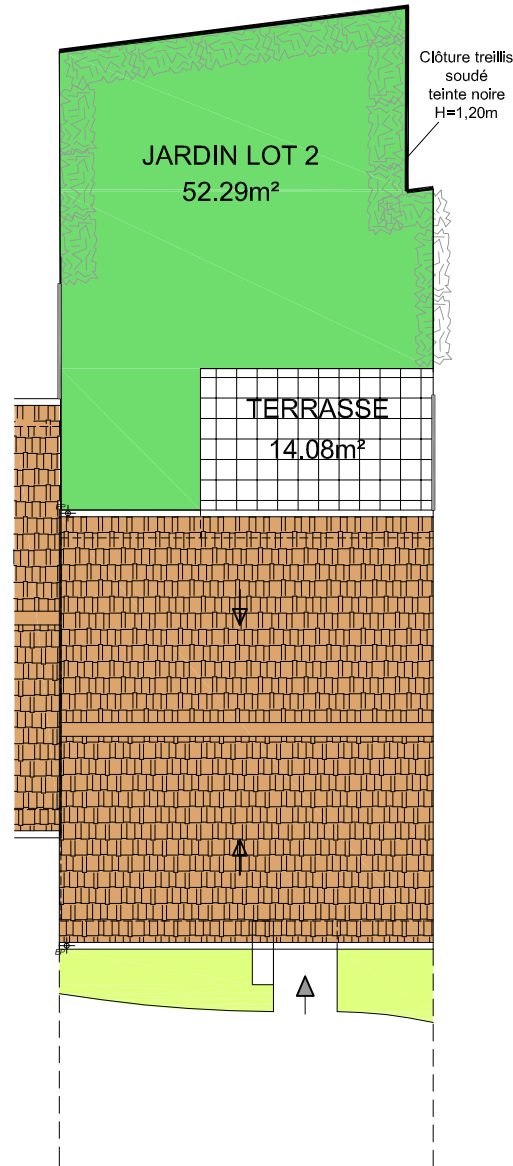 Clôture treillis
soudé
teinte noire
H=1,20m
JARDIN LOT 2
52.29m²
TERRASSE
14.08m²